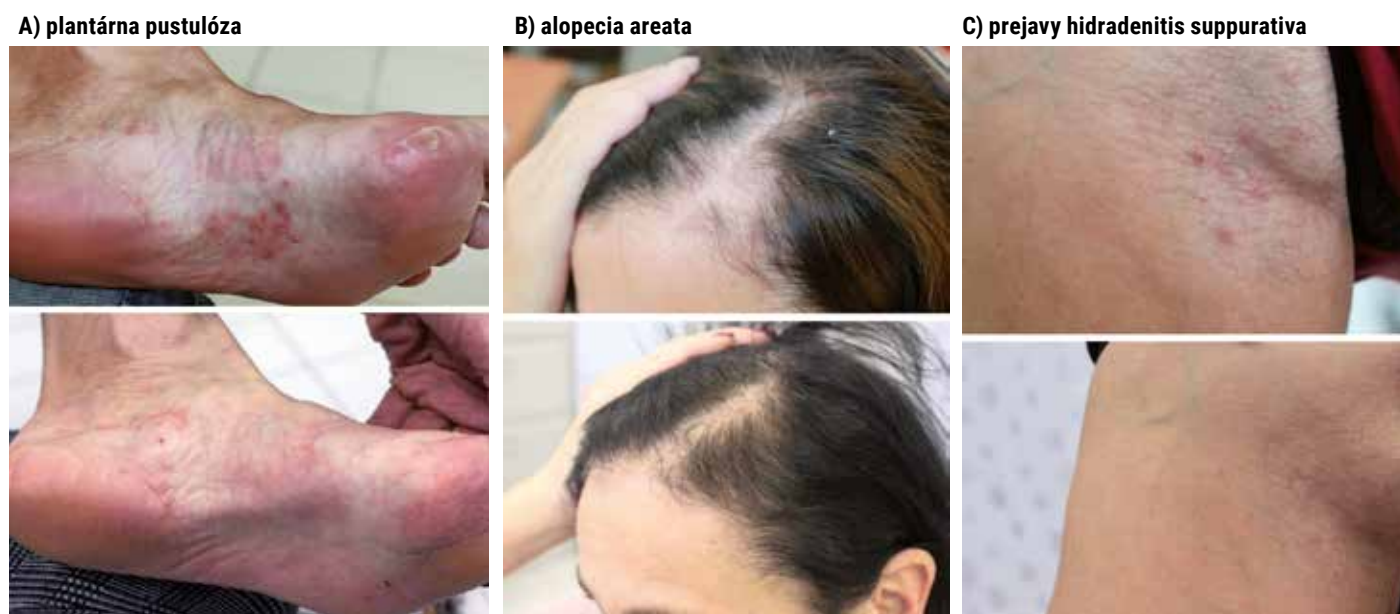 A) plantárna pustulóza
B) alopecia areata
C) prejavy hidradenitis suppurativa